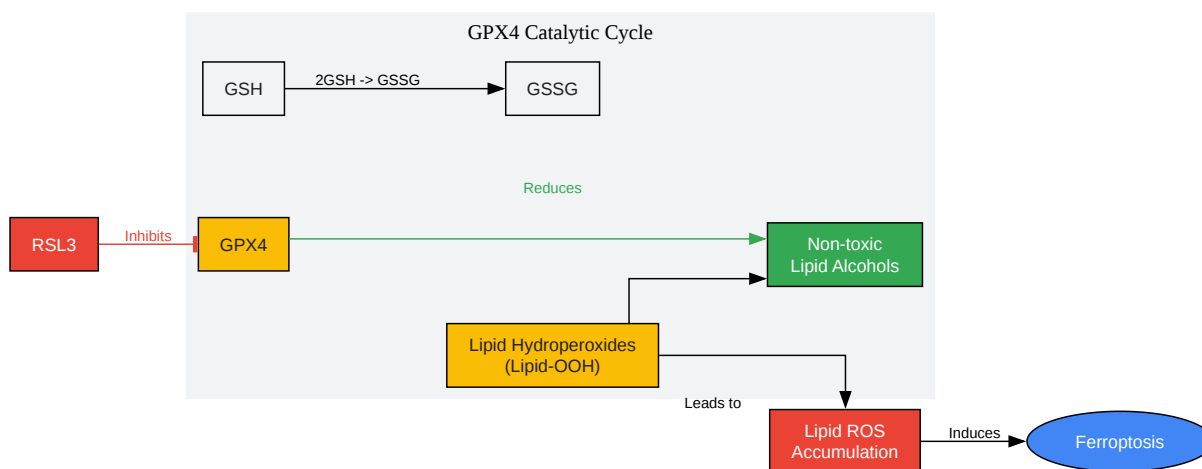 GPX4 Catalytic Cycle
GSH
2GSH -> GSSG
GSSG
Reduces
RSL3
Inhibits
GPX4
Non-toxic
Lipid Alcohols
Lipid Hydroperoxides
(Lipid-OOH)
Leads to
Lipid ROS
Accumulation
Induces
Ferroptosis